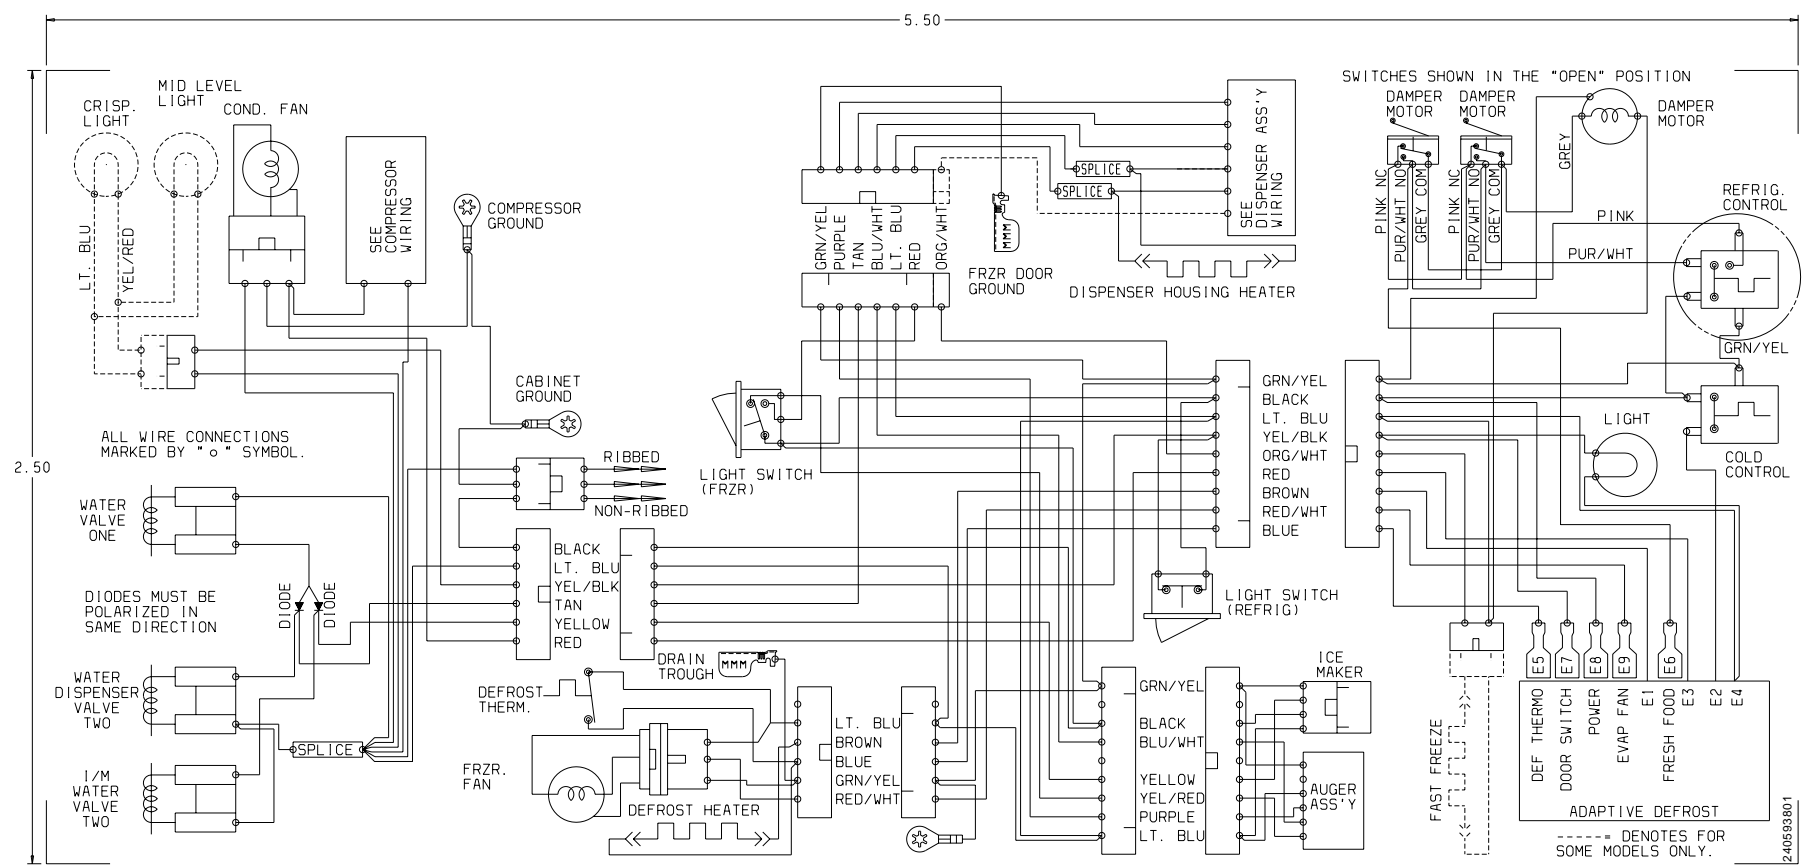 5.50
2.50
CRISP.
LIGHT
MID LEVEL
LIGHT
COND. FAN
LT. BLU
YEL/RED
SEE
COMPRESSOR
WIRING
COMPRESSOR
GROUND
CABINET
GROUND
ALL WIRE CONNECTIONS
MARKED BY "o" SYMBOL.
RIBBED
NON-RIBBED
WATER
VALVE
ONE
DIODES MUST BE
POLARIZED IN
SAME DIRECTION
DIODE
DIODE
WATER
DISPENSER
VALVE
TWO
I/M
WATER
VALVE
TWO
SPLICE
BLACK
LT. BLU
YEL/BLK
TAN
YELLOW
RED
DRAIN
TROUGH
DEFROST
THERM.
FRZR.
FAN
DEFROST HEATER
LT. BLU
BROWN
BLUE
GRN/YEL
RED/WHT
GRN/YEL
PURPLE
TAN
BLU/WHT
LT. BLU
RED
ORG/WHT
FRZR DOOR
GROUND
SPLICE
SPLICE
SEE
DISPENSER ASS'Y
WIRING
DISPENSER HOUSING HEATER
LIGHT SWITCH
(FRZR)
GRN/YEL
BLACK
LT. BLU
YEL/BLK
ORG/WHT
RED
BROWN
RED/WHT
BLUE
LIGHT SWITCH
(REFRIG)
GRN/YEL
BLACK
BLU/WHT
YELLOW
YEL/RED
PURPLE
LT. BLU
ICE
MAKER
AUGER
ASS'Y
SWITCHES SHOWN IN THE "OPEN" POSITION
DAMPER
MOTOR
DAMPER
MOTOR
DAMPER
MOTOR
GREY
PINK NC
PUR/WHT NO
GREY COM
PINK NC
PUR/WHT NO
GREY COM
PINK
PUR/WHT
REFRIG.
CONTROL
GRN/YEL
COLD
CONTROL
LIGHT
FAST FREEZE
E5
E7
E8
E9
E6
DEF THERMO
DOOR SWITCH
POWER
EVAP FAN
E1
FRESH FOOD
E3
E2
E4
ADAPTIVE DEFROST
-----= DENOTES FOR
SOME MODELS ONLY.
240593801